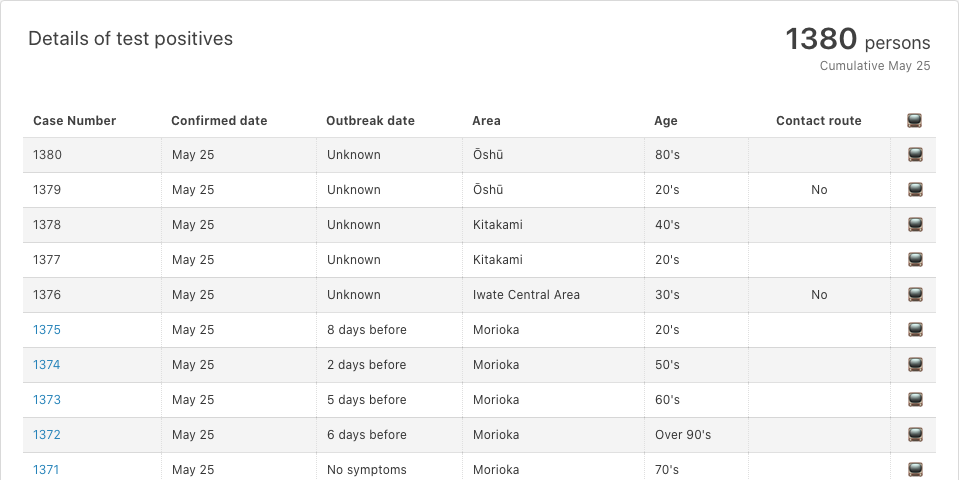 Details of test positives
1380 persons
Cumulative May 25
Case Number Confirmed date Outbreak date Area Age Contact route
1380 May 25 Unknown Ōshū 80's
1379 May 25 Unknown Ōshū 20's No
1378 May 25 Unknown Kitakami 40's
1377 May 25 Unknown Kitakami 20's
1376 May 25 Unknown Iwate Central Area 30's No
1375 May 25 8 days before Morioka 20's
1374 May 25 2 days before Morioka 50's
1373 May 25 5 days before Morioka 60's
1372 May 25 6 days before Morioka Over 90's
1371 May 25 No symptoms Morioka 70's